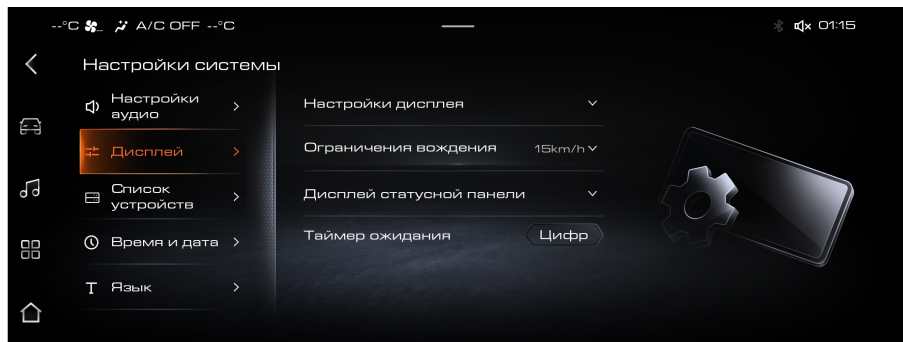 --°C A/C OFF --°C 01:15
Настройки системы
Настройки
аудио
Дисплей
Список
устройств
Время и дата
Язык
Настройки дисплея
Ограничения вождения 15km/h
Дисплей статусной панели
Таймер ожидания Цифр